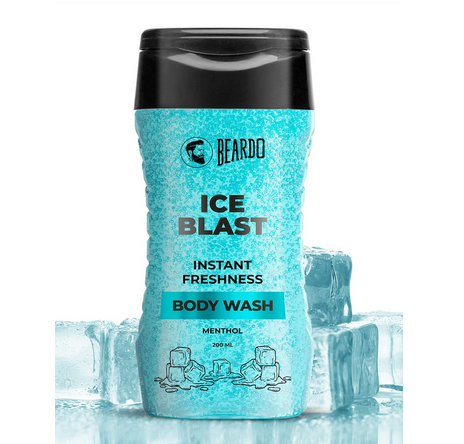 BEARDO
ICE
BLAST
INSTANT
FRESHNESS
BODY WASH
MENTHOL
200 ML